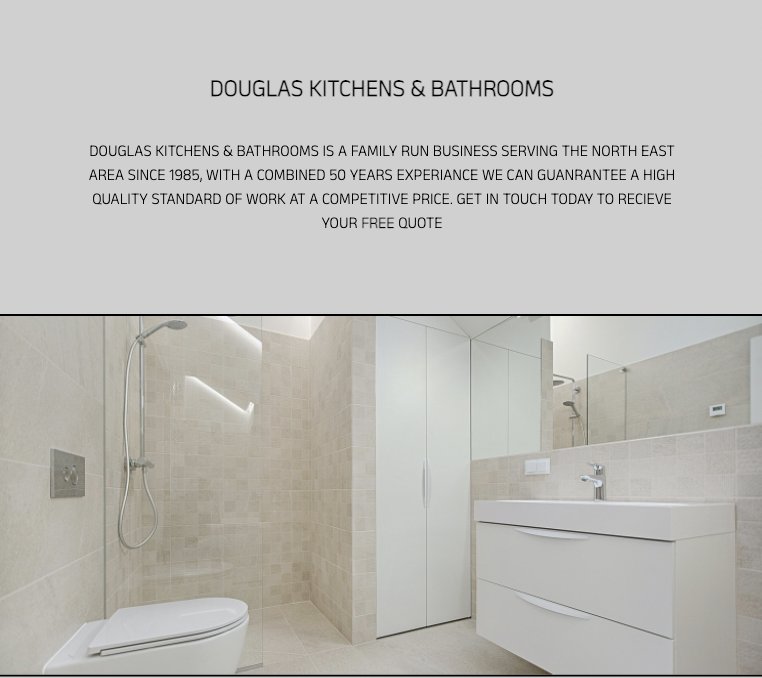 DOUGLAS KITCHENS & BATHROOMS
DOUGLAS KITCHENS & BATHROOMS IS A FAMILY RUN BUSINESS SERVING THE NORTH EAST
AREA SINCE 1985, WITH A COMBINED 50 YEARS EXPERIANCE WE CAN GUANRANTEE A HIGH
QUALITY STANDARD OF WORK AT A COMPETITIVE PRICE. GET IN TOUCH TODAY TO RECIEVE
YOUR FREE QUOTE